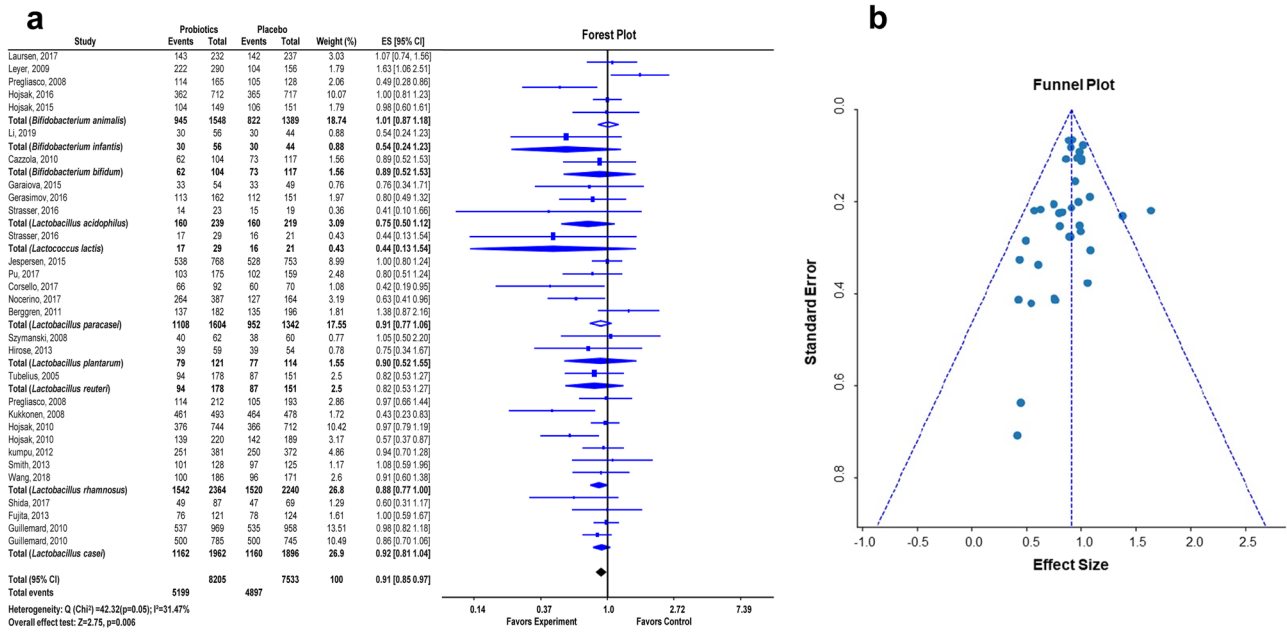 a
Probiotics Placebo
Study Events Total Events Total Weight (%) ES [95% CI] Forest Plot
Laursen, 2017 143 232 142 237 3.03 1.07 [0.74, 1.56]
Leyer, 2009 222 290 104 156 1.79 1.63 [1.06 2.51]
Pregliasco, 2008 114 165 105 128 2.06 0.49 [0.28 0.86]
Hojsak, 2016 362 712 365 717 10.07 1.00 [0.81 1.23]
Hojsak, 2015 104 149 106 151 1.79 0.98 [0.60 1.61]
Total (Bifidobacterium animalis) 945 1548 822 1389 18.74 1.01 [0.87 1.18]
Li, 2019 30 56 30 44 0.88 0.54 [0.24 1.23]
Total (Bifidobacterium infantis) 30 56 30 44 0.88 0.54 [0.24 1.23]
Cazzola, 2010 62 104 73 117 1.56 0.89 [0.52 1.53]
Total (Bifidobacterium bifidum) 62 104 73 117 1.56 0.89 [0.52 1.53]
Garaiova, 2015 33 54 33 49 0.76 0.76 [0.34 1.71]
Gerasimov, 2016 113 162 112 151 1.97 0.80 [0.49 1.32]
Strasser, 2016 14 23 15 19 0.36 0.41 [0.10 1.66]
Total (Lactobacillus acidophilus) 160 239 160 219 3.09 0.75 [0.50 1.12]
Strasser, 2016 17 29 16 21 0.43 0.44 [0.13 1.54]
Total (Lactococcus lactis) 17 29 16 21 0.43 0.44 [0.13 1.54]
Jespersen, 2015 538 768 528 753 8.99 1.00 [0.80 1.24]
Pu, 2017 103 175 102 159 2.48 0.80 [0.51 1.24]
Corsello, 2017 66 92 60 70 1.08 0.42 [0.19 0.95]
Nocerino, 2017 264 387 127 164 3.19 0.63 [0.41 0.96]
Berggren, 2011 137 182 135 196 1.81 1.38 [0.87 2.16]
Total (Lactobacillus paracasei) 1108 1604 952 1342 17.55 0.91 [0.77 1.06]
Szymanski, 2008 40 62 38 60 0.77 1.05 [0.50 2.20]
Hirose, 2013 39 59 39 54 0.78 0.75 [0.34 1.67]
Total (Lactobacillus plantarum) 79 121 77 114 1.55 0.90 [0.52 1.55]
Tubelius, 2005 94 178 87 151 2.5 0.82 [0.53 1.27]
Total (Lactobacillus reuteri) 94 178 87 151 2.5 0.82 [0.53 1.27]
Pregliasco, 2008 114 212 105 193 2.86 0.97 [0.66 1.44]
Kukkonen, 2008 461 493 464 478 1.72 0.43 [0.23 0.83]
Hojsak, 2010 376 744 366 712 10.42 0.97 [0.79 1.19]
Hojsak, 2010 139 220 142 189 3.17 0.57 [0.37 0.87]
kumpu, 2012 251 381 250 372 4.86 0.94 [0.70 1.28]
Smith, 2013 101 128 97 125 1.17 1.08 [0.59 1.96]
Wang, 2018 100 186 96 171 2.6 0.91 [0.60 1.38]
Total (Lactobacillus rhamnosus) 1542 2364 1520 2240 26.8 0.88 [0.77 1.00]
Shida, 2017 49 87 47 69 1.29 0.60 [0.31 1.17]
Fujita, 2013 76 121 78 124 1.61 1.00 [0.59 1.67]
Guillemard, 2010 537 969 535 958 13.51 0.98 [0.82 1.18]
Guillemard, 2010 500 785 500 745 10.49 0.86 [0.70 1.06]
Total (Lactobacillus casei) 1162 1962 1160 1896 26.9 0.92 [0.81 1.04]
Total (95% CI) 8205 7533 100 0.91 [0.85 0.97]
Total events 5199 4897
Heterogeneity: Q (Chi²) =42.32(p=0.05); I²=31.47%
Overall effect test: Z=2.75, p=0.006
0.14 0.37 1.0 2.72 7.39
Favors Experiment Favors Control
b
Funnel Plot
Standard Error
0.0
0.2
0.4
0.6
0.8
-1.0 -0.5 0.0 0.5 1.0 1.5 2.0 2.5
Effect Size